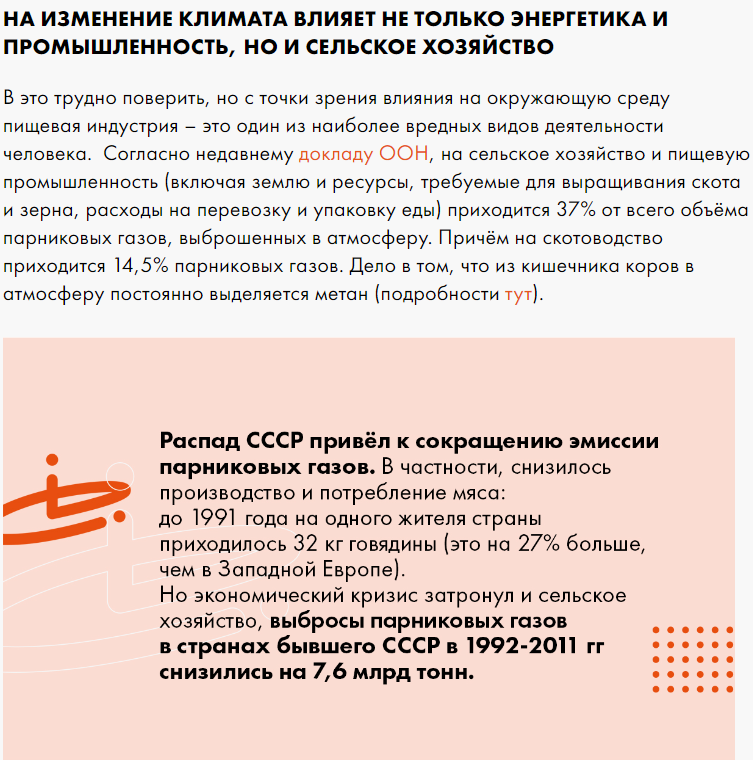 НА ИЗМЕНЕНИЕ КЛИМАТА ВЛИЯЕТ НЕ ТОЛЬКО ЭНЕРГЕТИКА И
ПРОМЫШЛЕННОСТЬ, НО И СЕЛЬСКОЕ ХОЗЯЙСТВО
В это трудно поверить, но с точки зрения влияния на окружающую среду
пищевая индустрия – это один из наиболее вредных видов деятельности
человека.  Согласно недавнему докладу ООН, на сельское хозяйство и пищевую
промышленность (включая землю и ресурсы, требуемые для выращивания скота
и зерна, расходы на перевозку и упаковку еды) приходится 37% от всего объёма
парниковых газов, выброшенных в атмосферу. Причём на скотоводство
приходится 14,5% парниковых газов. Дело в том, что из кишечника коров в
атмосферу постоянно выделяется метан (подробности тут).
Распад СССР привёл к сокращению эмиссии
парниковых газов. В частности, снизилось
производство и потребление мяса:
до 1991 года на одного жителя страны
приходилось 32 кг говядины (это на 27% больше,
чем в Западной Европе).
Но экономический кризис затронул и сельское
хозяйство, выбросы парниковых газов
в странах бывшего СССР в 1992-2011 гг
снизились на 7,6 млрд тонн.